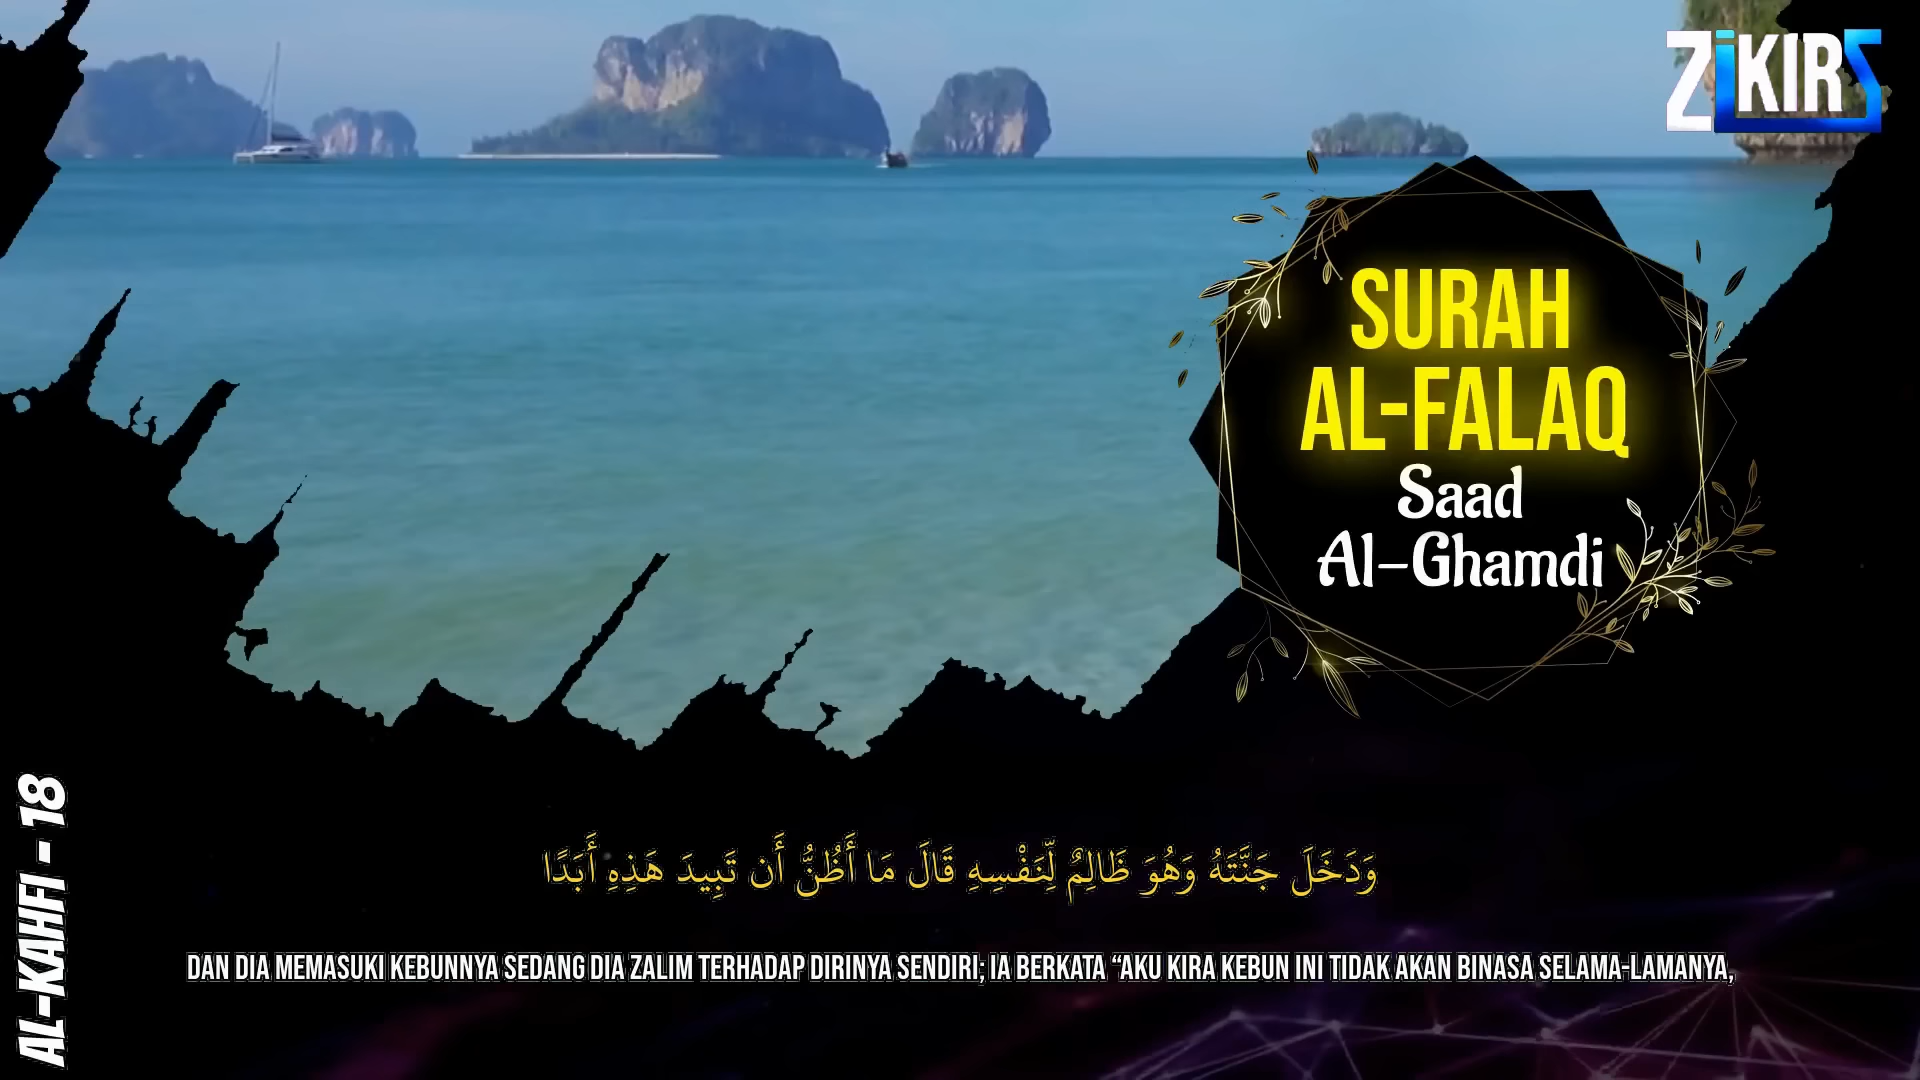 ZiKIRS
SURAH
AL-FALAQ
Saad
Al-Ghamdi
وَدَخَلَ جَنَّتَهُ وَهُوَ ظَالِمٌ لِّنَفْسِهِ قَالَ مَا أَظُنُّ أَن تَبِيدَ هَذِهِ أَبَدًا
DAN DIA MEMASUKI KEBUNNYA SEDANG DIA ZALIM TERHADAP DIRINYA SENDIRI; IA BERKATA “AKU KIRA KEBUN INI TIDAK AKAN BINASA SELAMA-LAMANYA,
AL-KAHFI - 18